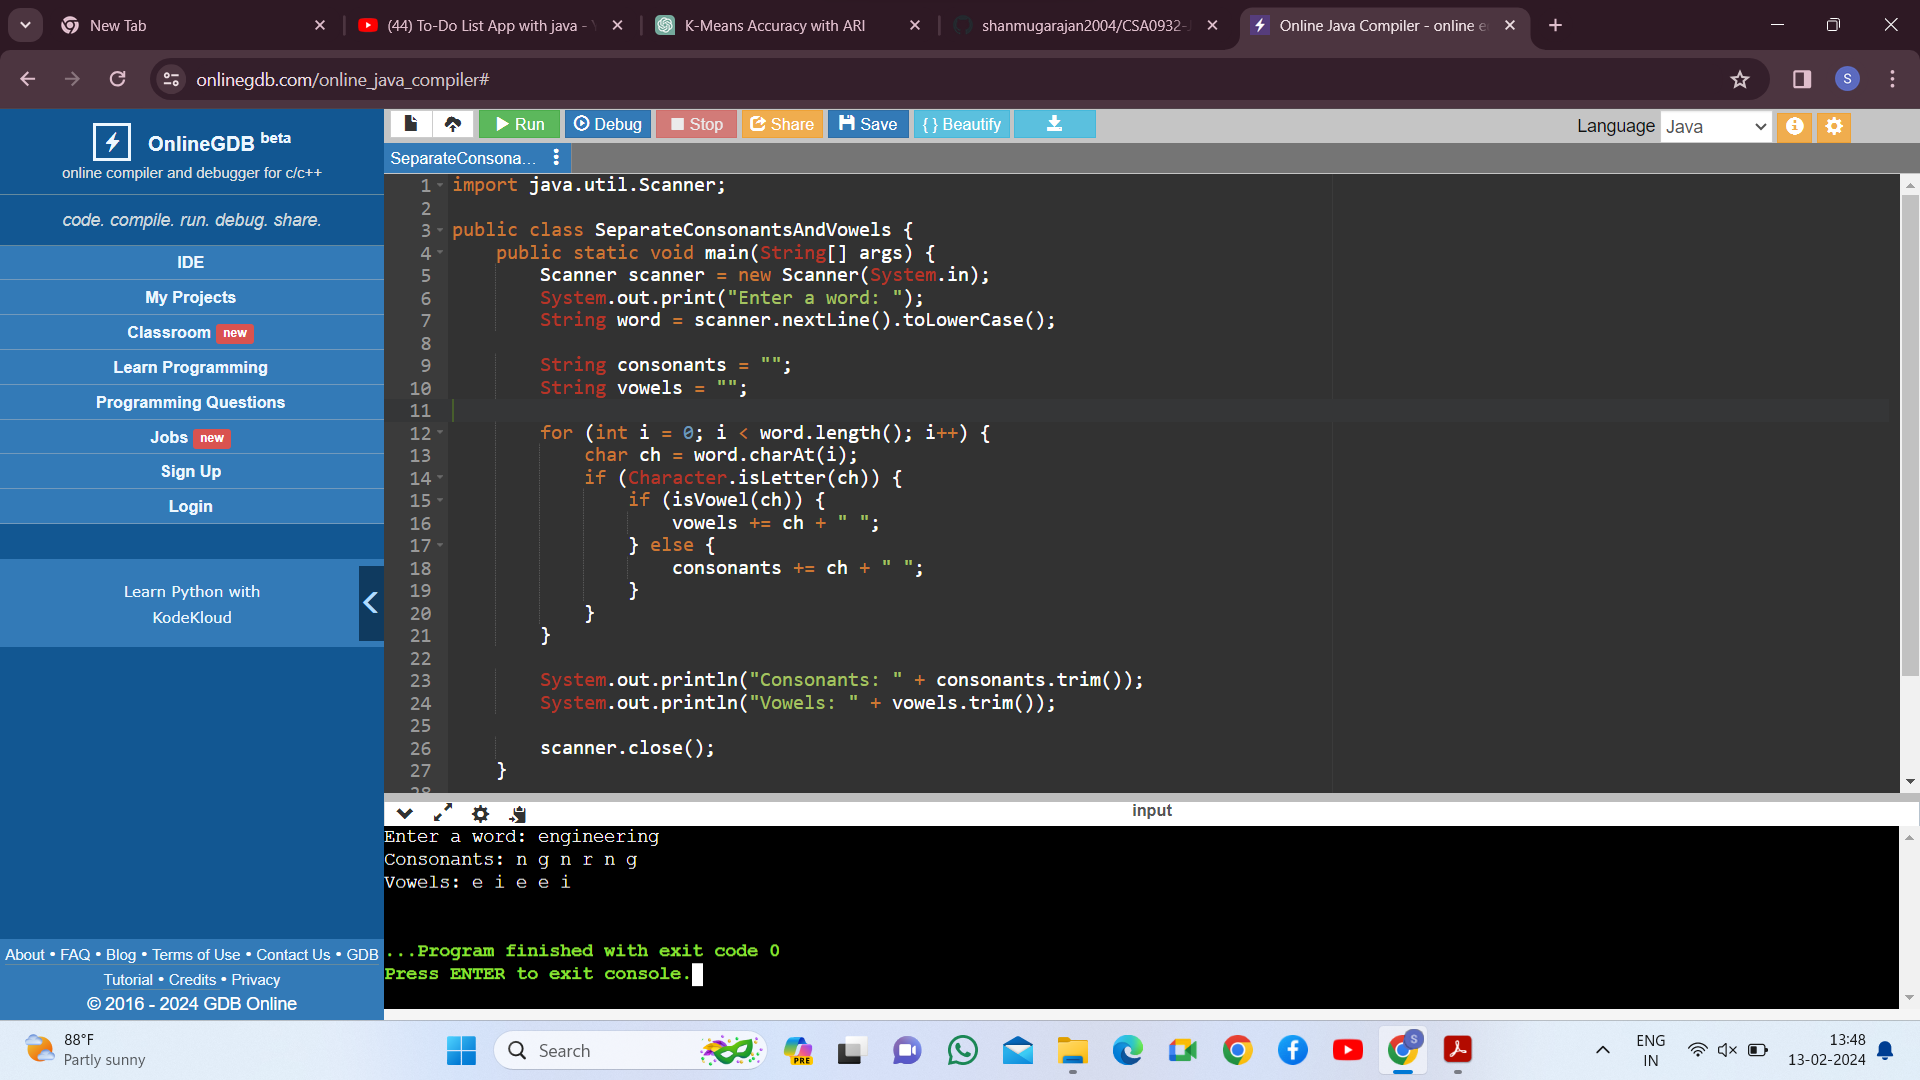 New Tab
(44) To-Do List App with java -
K-Means Accuracy with ARI
shanmugarajan2004/CSA0932-
Online Java Compiler - online e
onlinegdb.com/online_java_compiler#
S
OnlineGDB beta
online compiler and debugger for c/c++
code. compile. run. debug. share.
IDE
My Projects
Classroom new
Learn Programming
Programming Questions
Jobs new
Sign Up
Login
Learn Python with
KodeKloud
About • FAQ • Blog • Terms of Use • Contact Us • GDB
Tutorial • Credits • Privacy
© 2016 - 2024 GDB Online
Run Debug Stop Share Save { } Beautify
Language Java
SeparateConsona...
1 import java.util.Scanner;
2
3 public class SeparateConsonantsAndVowels {
4 public static void main(String[] args) {
5 Scanner scanner = new Scanner(System.in);
6 System.out.print("Enter a word: ");
7 String word = scanner.nextLine().toLowerCase();
8
9 String consonants = "";
10 String vowels = "";
11
12 for (int i = 0; i < word.length(); i++) {
13 char ch = word.charAt(i);
14 if (Character.isLetter(ch)) {
15 if (isVowel(ch)) {
16 vowels += ch + " ";
17 } else {
18 consonants += ch + " ";
19 }
20 }
21 }
22
23 System.out.println("Consonants: " + consonants.trim());
24 System.out.println("Vowels: " + vowels.trim());
25
26 scanner.close();
27 }
28
input
Enter a word: engineering
Consonants: n g n r n g
Vowels: e i e e i
...Program finished with exit code 0
Press ENTER to exit console.
88°F
Partly sunny
Search
PRE
S
ENG
IN
13:48
13-02-2024